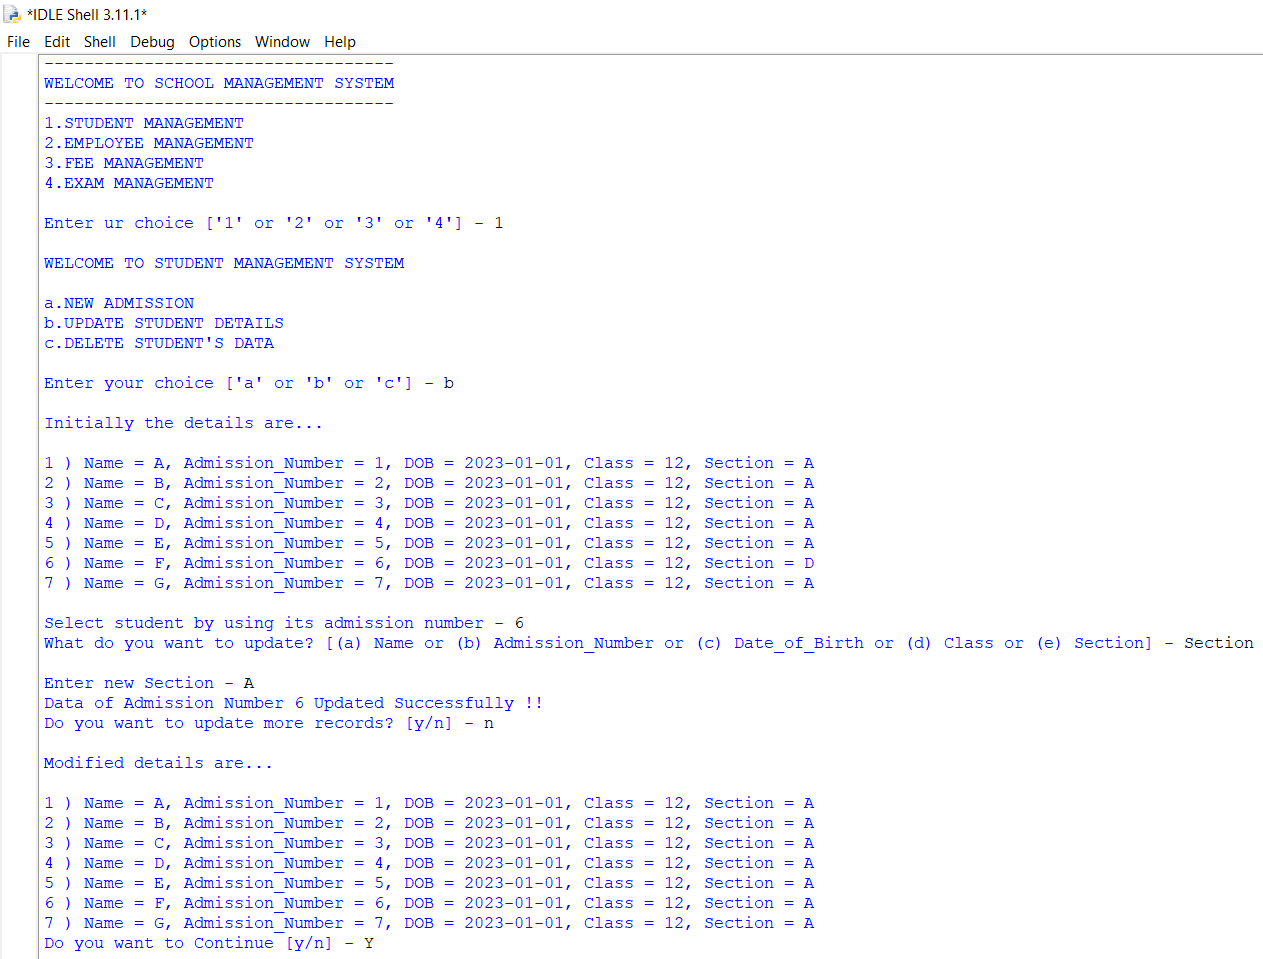 *IDLE Shell 3.11.1*
File Edit Shell Debug Options Window Help
-----------------------------------
WELCOME TO SCHOOL MANAGEMENT SYSTEM
-----------------------------------
1.STUDENT MANAGEMENT
2.EMPLOYEE MANAGEMENT
3.FEE MANAGEMENT
4.EXAM MANAGEMENT
Enter ur choice ['1' or '2' or '3' or '4'] - 1
WELCOME TO STUDENT MANAGEMENT SYSTEM
a.NEW ADMISSION
b.UPDATE STUDENT DETAILS
c.DELETE STUDENT'S DATA
Enter your choice ['a' or 'b' or 'c'] - b
Initially the details are...
1 ) Name = A, Admission_Number = 1, DOB = 2023-01-01, Class = 12, Section = A
2 ) Name = B, Admission_Number = 2, DOB = 2023-01-01, Class = 12, Section = A
3 ) Name = C, Admission_Number = 3, DOB = 2023-01-01, Class = 12, Section = A
4 ) Name = D, Admission_Number = 4, DOB = 2023-01-01, Class = 12, Section = A
5 ) Name = E, Admission_Number = 5, DOB = 2023-01-01, Class = 12, Section = A
6 ) Name = F, Admission_Number = 6, DOB = 2023-01-01, Class = 12, Section = D
7 ) Name = G, Admission_Number = 7, DOB = 2023-01-01, Class = 12, Section = A
Select student by using its admission number - 6
What do you want to update? [(a) Name or (b) Admission_Number or (c) Date_of_Birth or (d) Class or (e) Section] - Section
Enter new Section - A
Data of Admission Number 6 Updated Successfully !!
Do you want to update more records? [y/n] - n
Modified details are...
1 ) Name = A, Admission_Number = 1, DOB = 2023-01-01, Class = 12, Section = A
2 ) Name = B, Admission_Number = 2, DOB = 2023-01-01, Class = 12, Section = A
3 ) Name = C, Admission_Number = 3, DOB = 2023-01-01, Class = 12, Section = A
4 ) Name = D, Admission_Number = 4, DOB = 2023-01-01, Class = 12, Section = A
5 ) Name = E, Admission_Number = 5, DOB = 2023-01-01, Class = 12, Section = A
6 ) Name = F, Admission_Number = 6, DOB = 2023-01-01, Class = 12, Section = A
7 ) Name = G, Admission_Number = 7, DOB = 2023-01-01, Class = 12, Section = A
Do you want to Continue [y/n] - Y